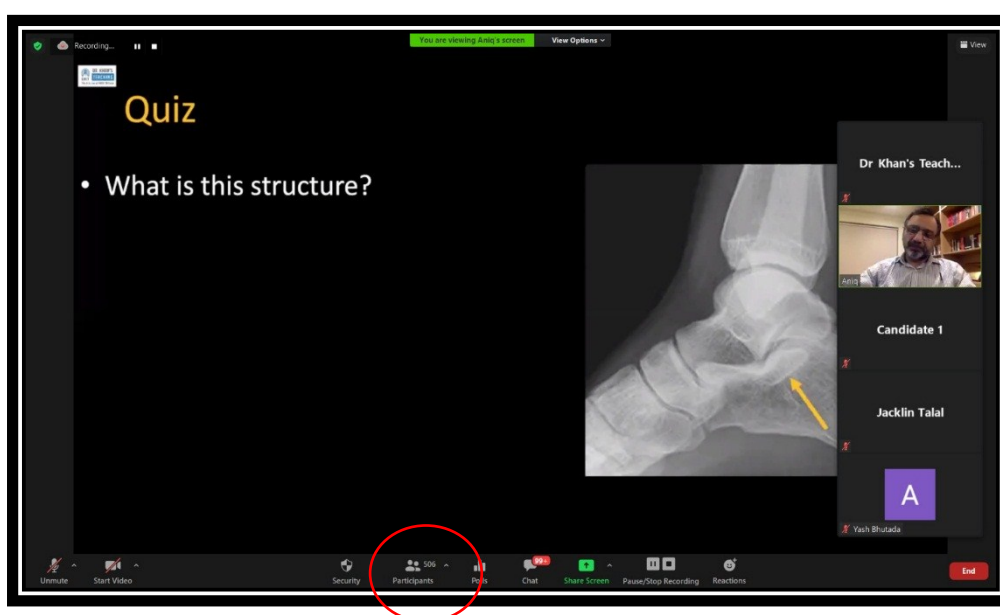 Recording...
You are viewing Aniq's screen
View Options
View
Quiz
• What is this structure?
Dr Khan's Teach...
Aniq
Candidate 1
Jacklin Talal
A
Yash Bhutada
Unmute
Start Video
Security
506
Participants
Polls
99+
Chat
Share Screen
Pause/Stop Recording
Reactions
End